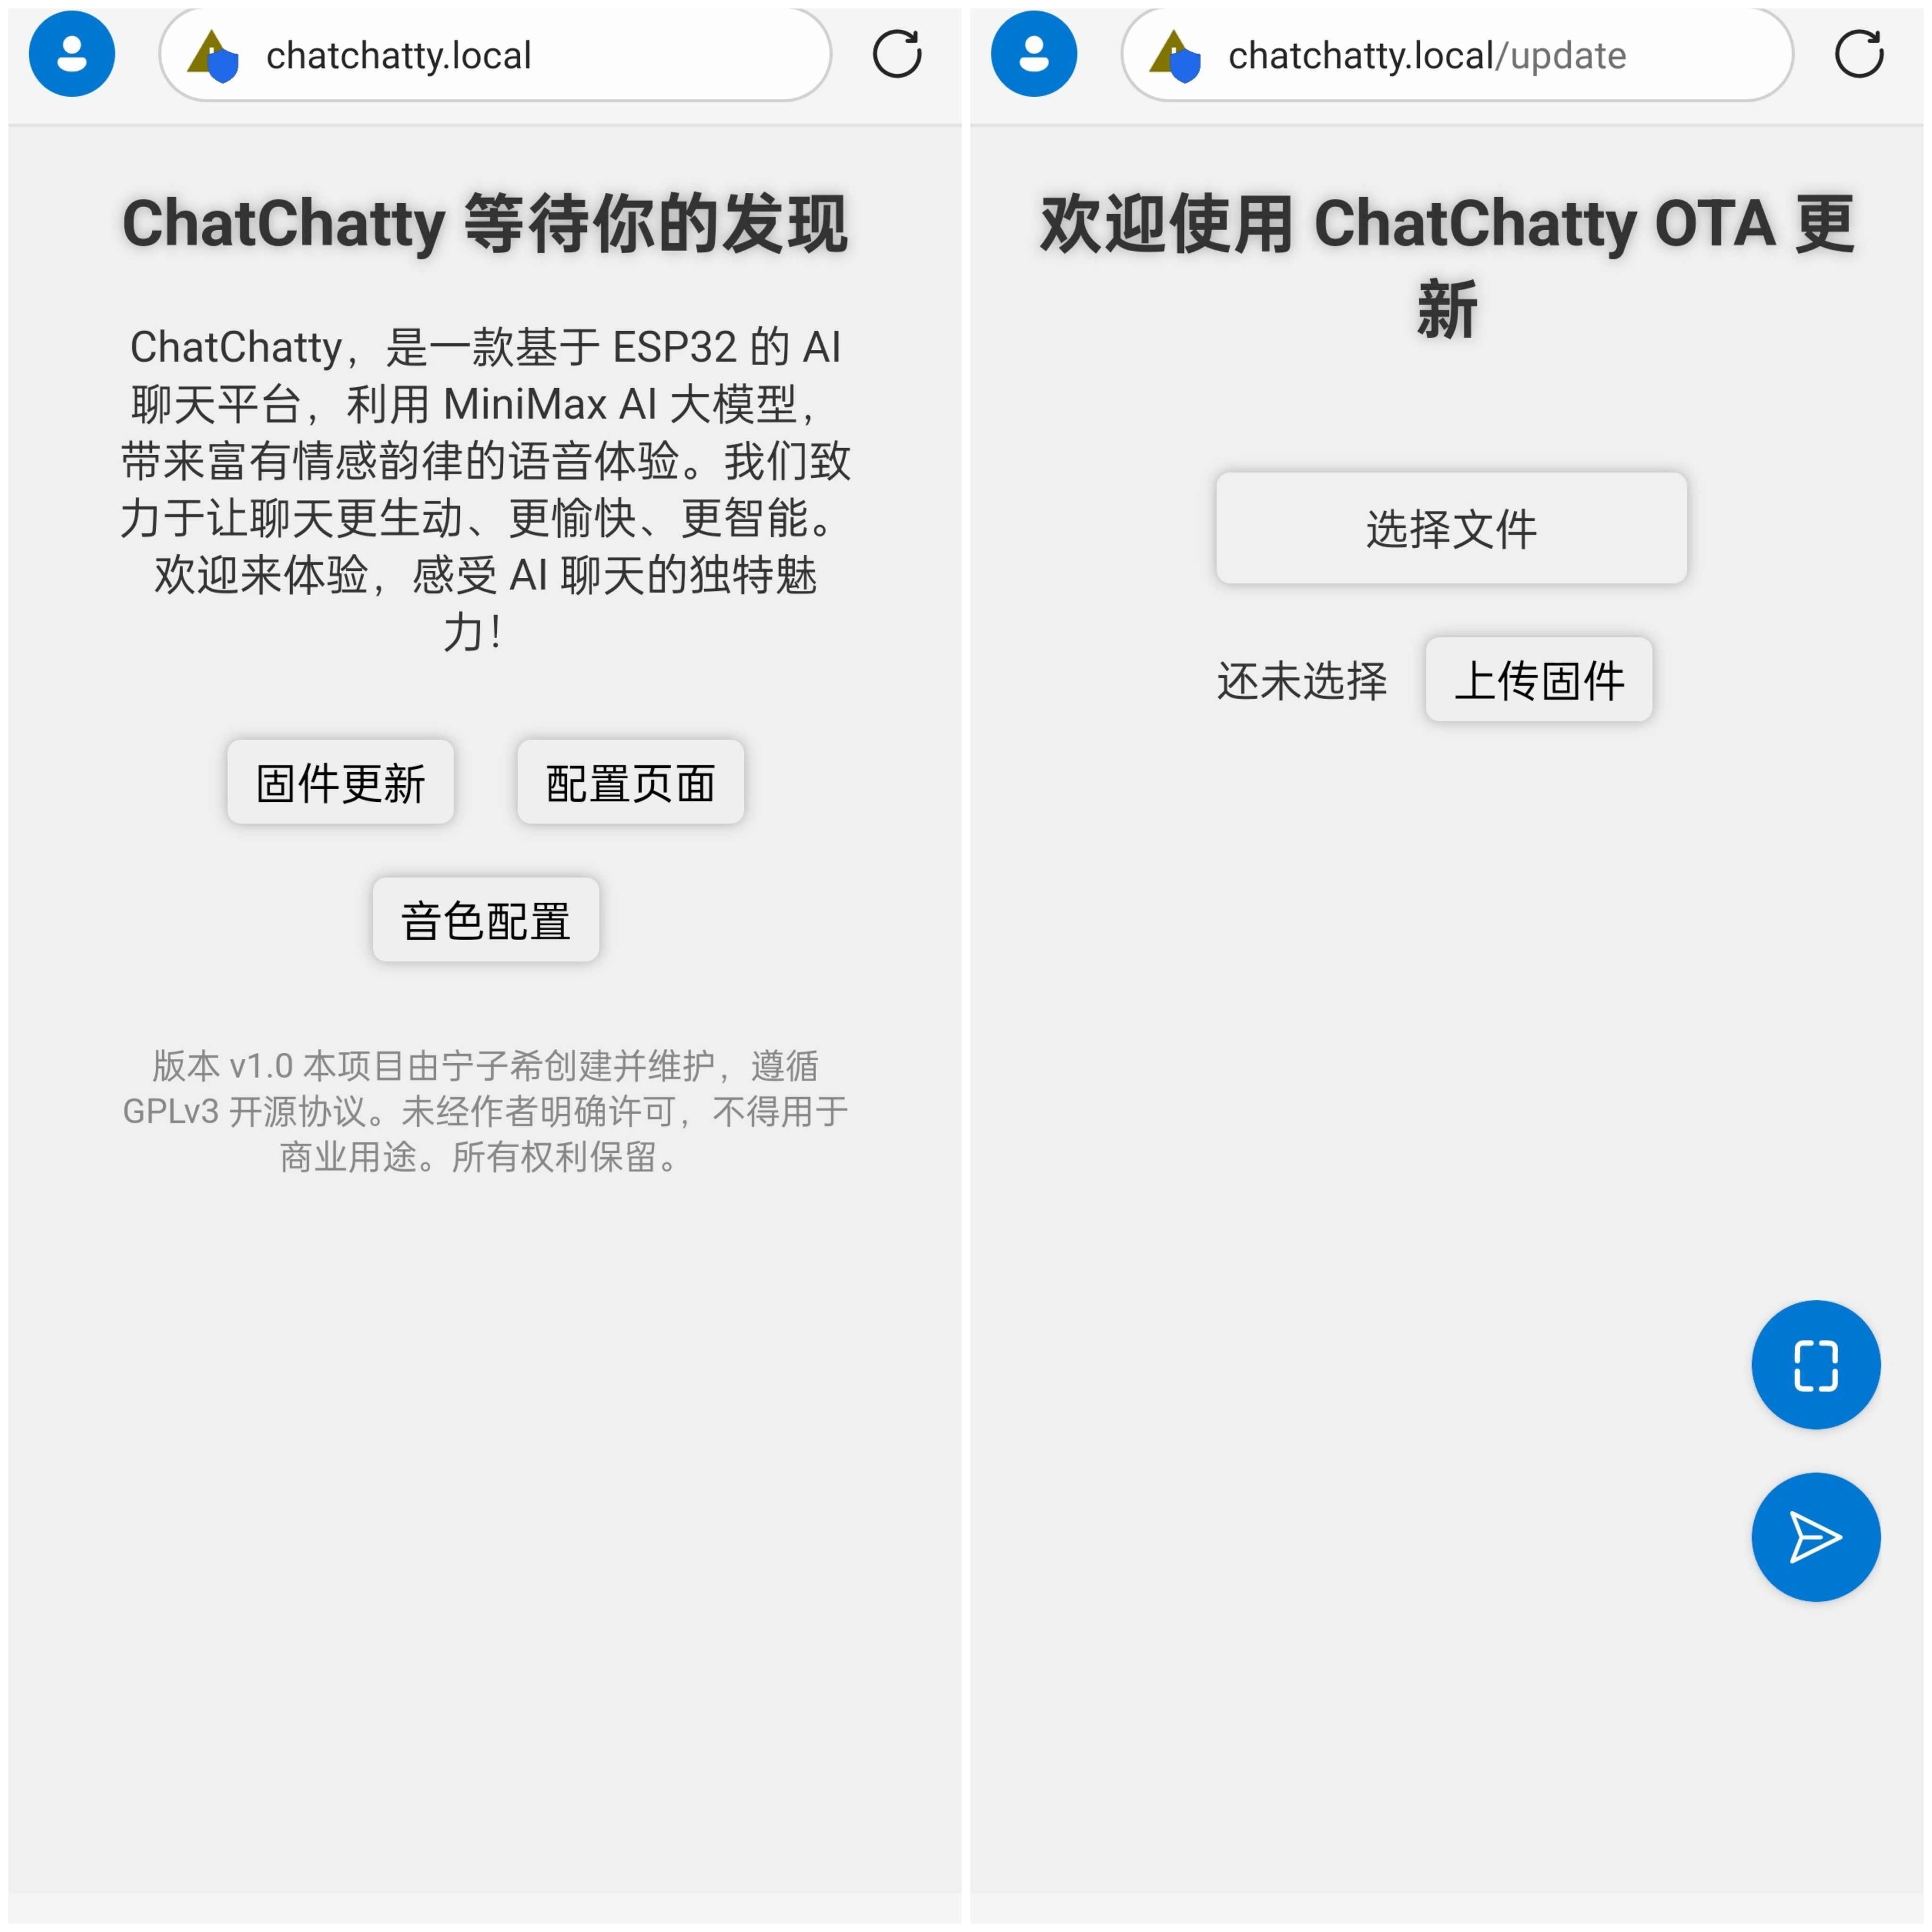 chatchatty.local
ChatChatty 等待你的发现
ChatChatty，是一款基于 ESP32 的 AI
聊天平台，利用 MiniMax AI 大模型，
带来富有情感韵律的语音体验。我们致
力于让聊天更生动、更愉快、更智能。
欢迎来体验，感受 AI 聊天的独特魅
力！
固件更新
配置页面
音色配置
版本 v1.0 本项目由宁子希创建并维护，遵循
GPLv3 开源协议。未经作者明确许可，不得用于
商业用途。所有权利保留。
chatchatty.local/update
欢迎使用 ChatChatty OTA 更
新
选择文件
还未选择
上传固件